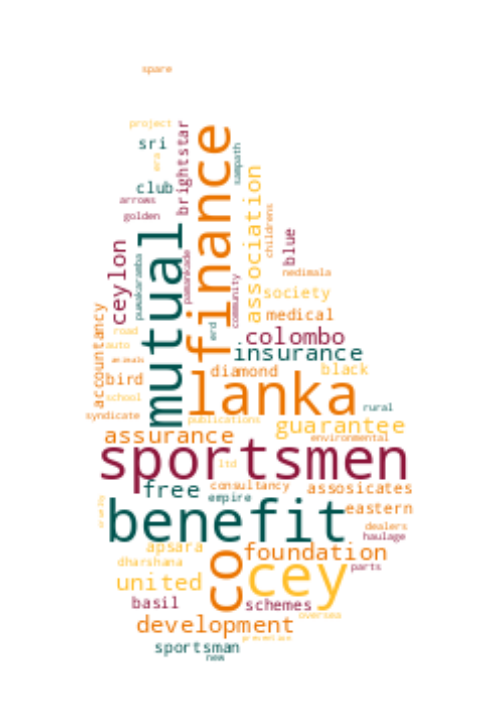 spare
project
sri
era
brightstar
finance
sampath
club
arrows
golden
association
childrens
mutual
ceylon
puwakaramba
pamankade
blue
nedimala
community
society
accountancy
medical
road
erd
colombo
auto
insurance
animals
bird
diamond
black
school
lanka
rural
syndicate
publications
guarantee
assurance
environmental
sportsmen
ltd
free
consultancy
assosicates
empire
benefit
eastern
dealers
haulage
apsara
foundation
dharshana
co
cey
parts
united
basil
schemes
oversea
development
sportsman
new